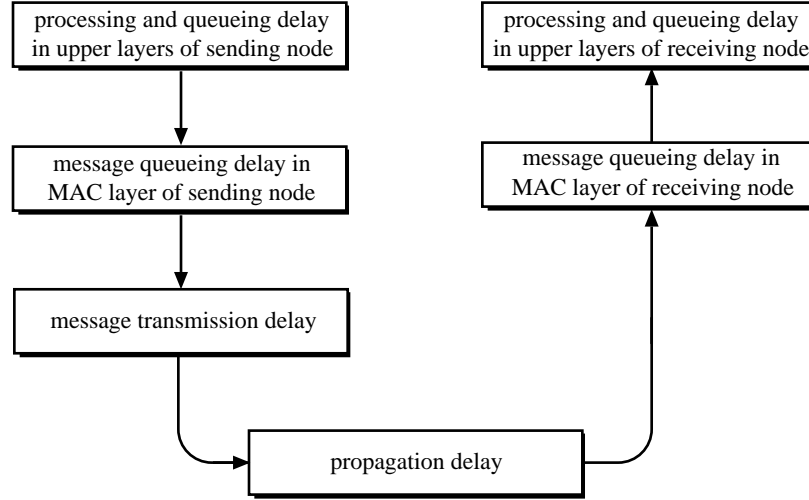 processing and queueing delay
in upper layers of sending node
message queueing delay in
MAC layer of sending node
message transmission delay
propagation delay
message queueing delay in
MAC layer of receiving node
processing and queueing delay
in upper layers of receiving node